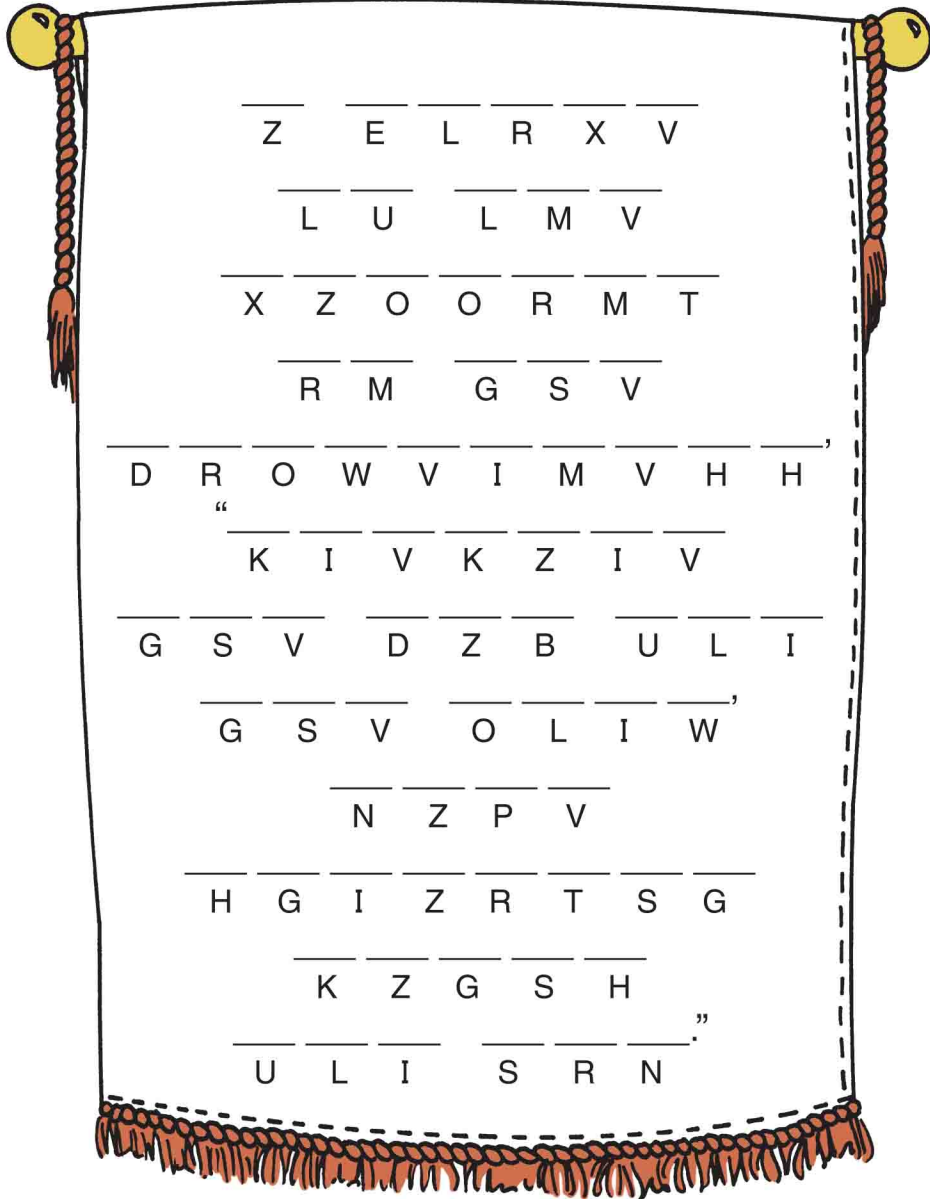 Z ELRXV
LU LMV
XZOORMT
RM GSV
DROWVIMVHH,
“KIVKZIV
GSV DZB ULI
GSV OLIW,
NZPV
HGIZRTSG
KZGSH
ULI SRN.”